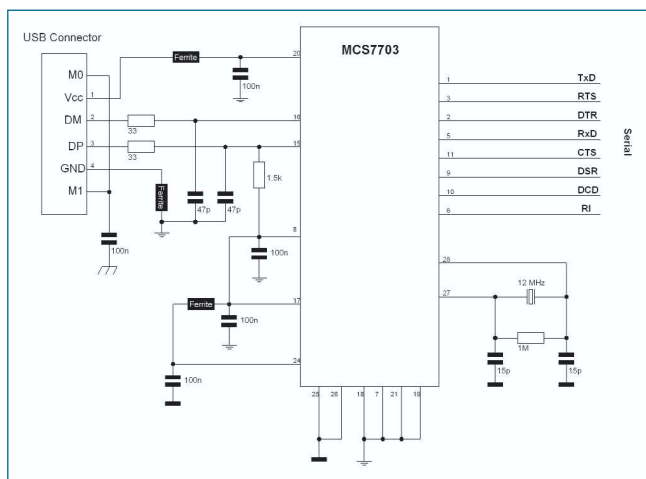 USB Connector
MCS7703
M0
Vcc
DM
DP
GND
M1
1
2
3
4
Ferrite
20
100n
33
16
33
15
1.5k
Ferrite
47p
47p
100n
8
100n
Ferrite
17
100n
24
100n
25
26
18
7
21
19
1
TxD
3
RTS
2
DTR
5
RxD
11
CTS
9
DSR
10
DCD
6
RI
Serial
28
27
12 MHz
1M
15p
15p